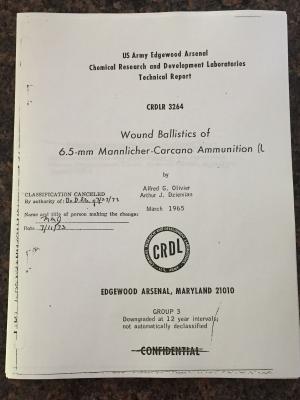 US Army Edgewood Arsenal
Chemical Research and Development Laboratories
Technical Report
CRDLR 3264
Wound Ballistics of
6.5-mm Mannlicher-Carcano Ammunition (L
by
Alfred G. Olivier
Arthur J. Dziemian
March 1965
CLASSIFICATION CANCELED
By authority of:
Name and title of person making the change:
Date 7/11/73
CRDL
EDGEWOOD ARSENAL, MARYLAND 21010
GROUP 3
Downgraded at 12 year intervals;
not automatically declassified
CONFIDENTIAL